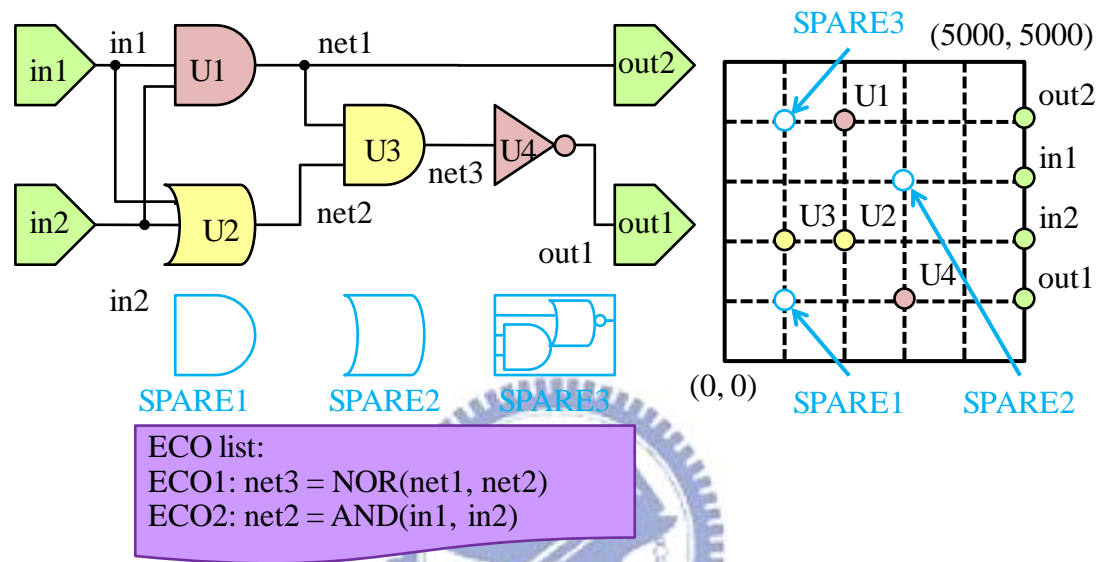 SPARE3
(5000, 5000)
in1
in1
net1
U1
out2
U1
out2
U3
U4
in1
net3
in2
U2
net2
out1
out1
U3
U2
in2
U4
out1
in2
(0, 0)
SPARE1
SPARE2
SPARE3
SPARE1
SPARE2
ECO list:
ECO1: net3 = NOR(net1, net2)
ECO2: net2 = AND(in1, in2)